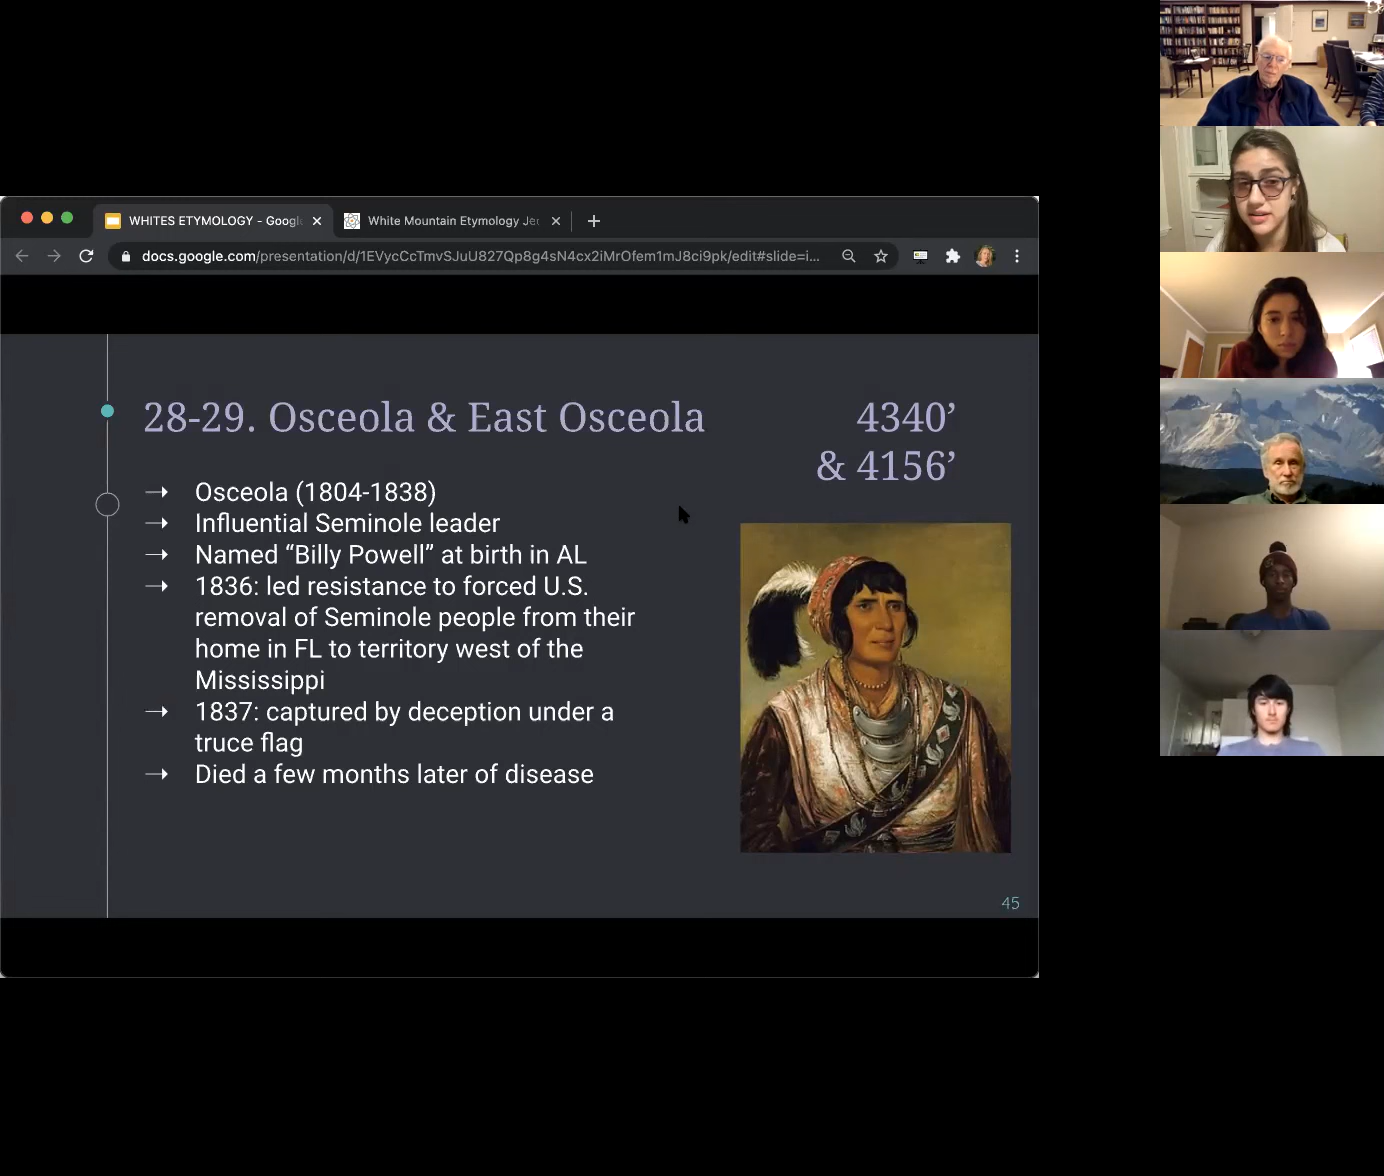 WHITES ETYMOLOGY - Googl
White Mountain Etymology Jeo
docs.google.com/presentation/d/1EVycCcTmvSJuU827Qp8g4sN4cx2iMrOfem1mJ8ci9pk/edit#slide=i...
28-29. Osceola & East Osceola
4340’
& 4156’
→ Osceola (1804-1838)
→ Influential Seminole leader
→ Named “Billy Powell” at birth in AL
→ 1836: led resistance to forced U.S.
removal of Seminole people from their
home in FL to territory west of the
Mississippi
→ 1837: captured by deception under a
truce flag
→ Died a few months later of disease
45